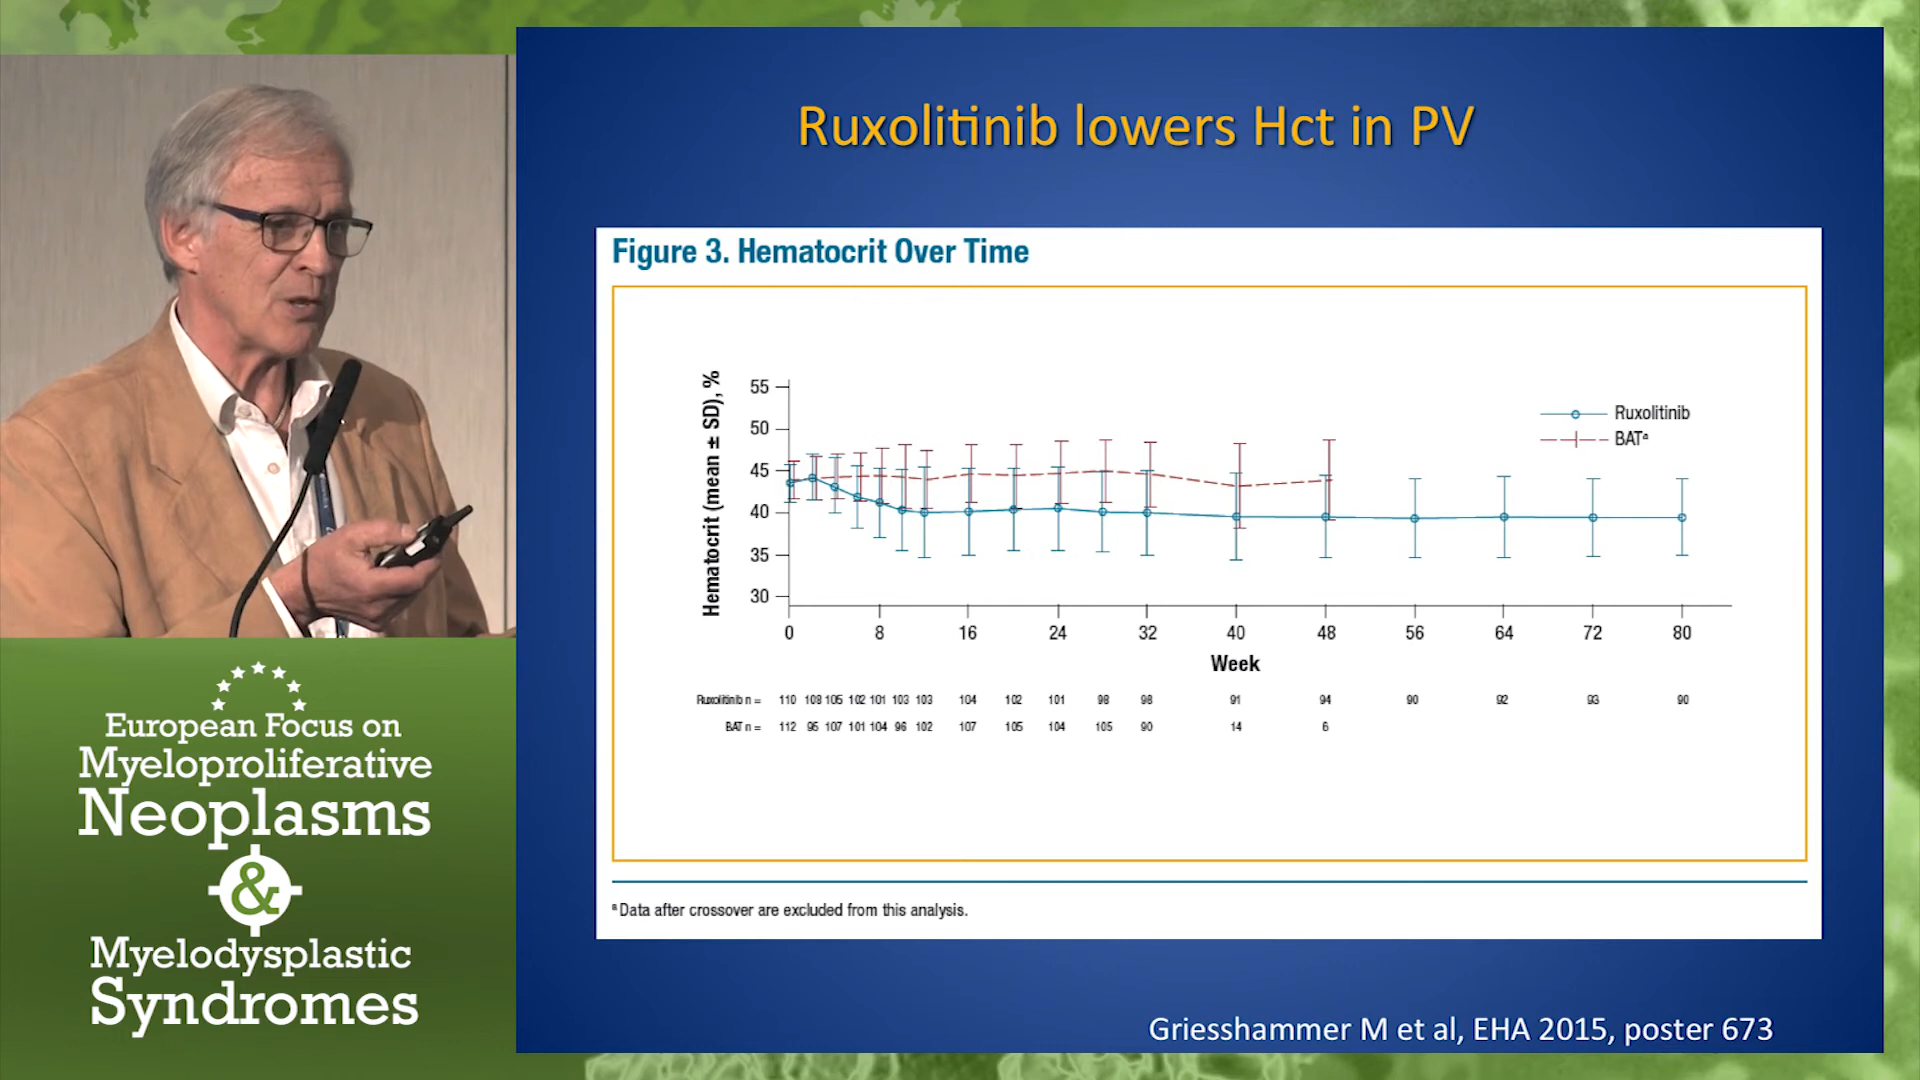 Ruxolitinib lowers Hct in PV
Figure 3. Hematocrit Over Time
Hematocrit (mean ± SD), %
55
50
45
40
35
30
Ruxolitinib
BATᵃ
0 8 16 24 32 40 48 56 64 72 80
Week
Ruxolitinib n = 110 108 105 102 101 103 103 104 102 101 98 98 91 94 90 92 93 90
BAT n = 112 95 107 101 104 96 102 107 105 104 105 90 14 6
ᵃ Data after crossover are excluded from this analysis.
Griesshammer M et al, EHA 2015, poster 673
European Focus on
Myeloproliferative
Neoplasms
&
Myelodysplastic
Syndromes